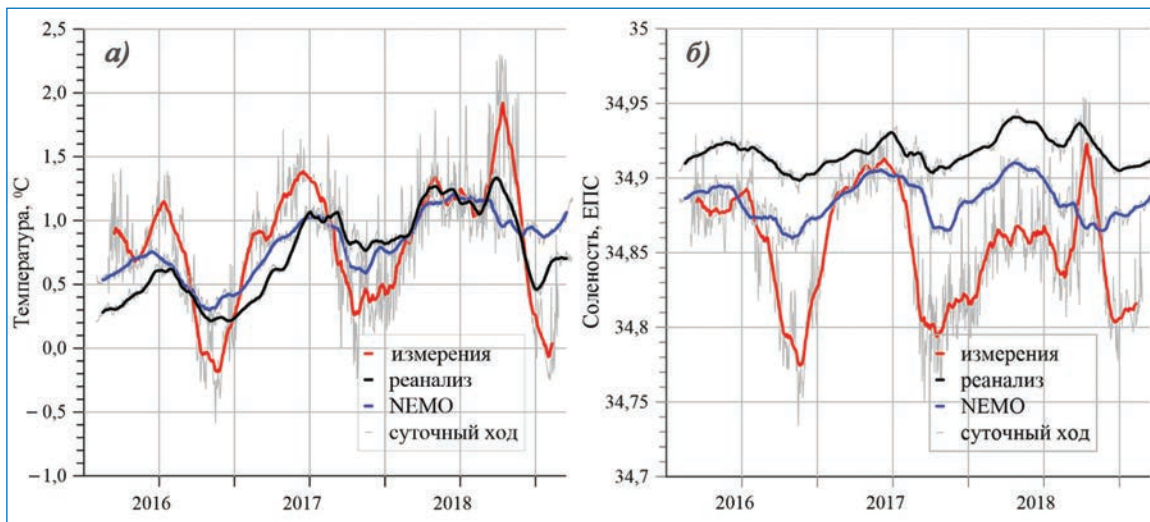 а)
2,5
2,0
1,5
1,0
0,5
0,0
– 0,5
–1,0
Температура, ⁰C
измерения
реанализ
NEMO
суточный ход
2016
2017
2018
б)
35
34,95
34,9
34,85
34,8
34,75
34,7
Соленость, ЕПС
измерения
реанализ
NEMO
суточный ход
2016
2017
2018